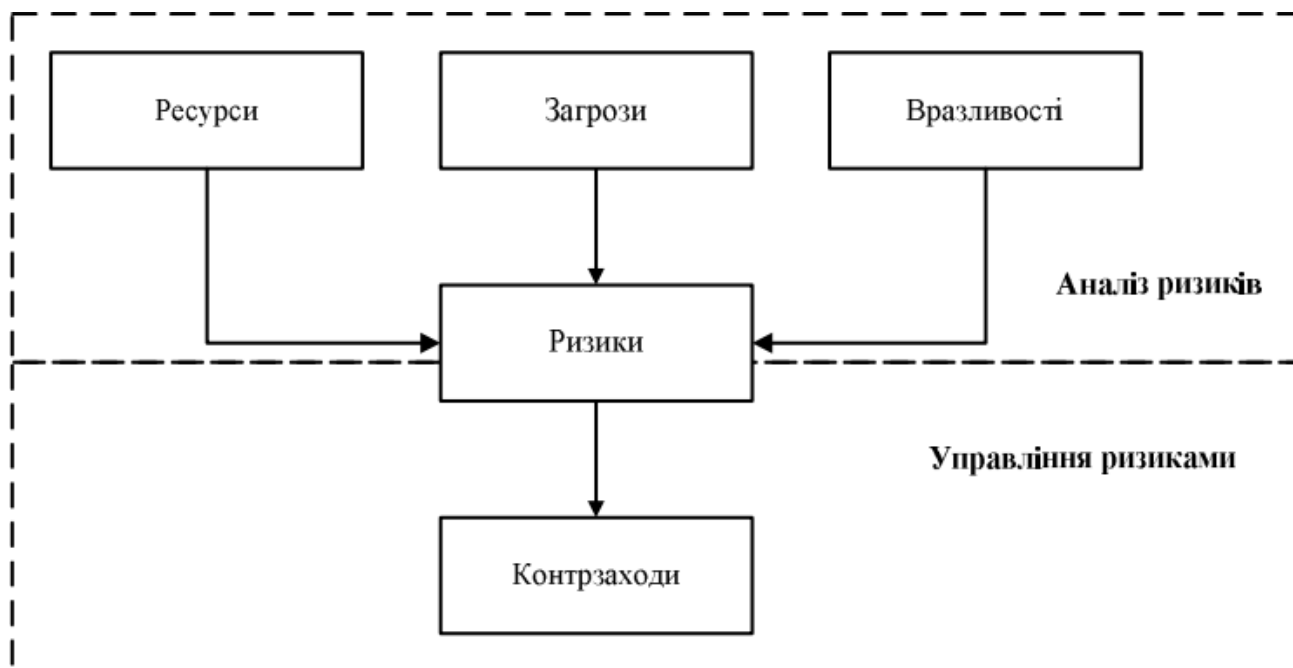 Ресурси
Загрози
Вразливості
Аналіз ризиків
Ризики
Управління ризиками
Контрзаходи